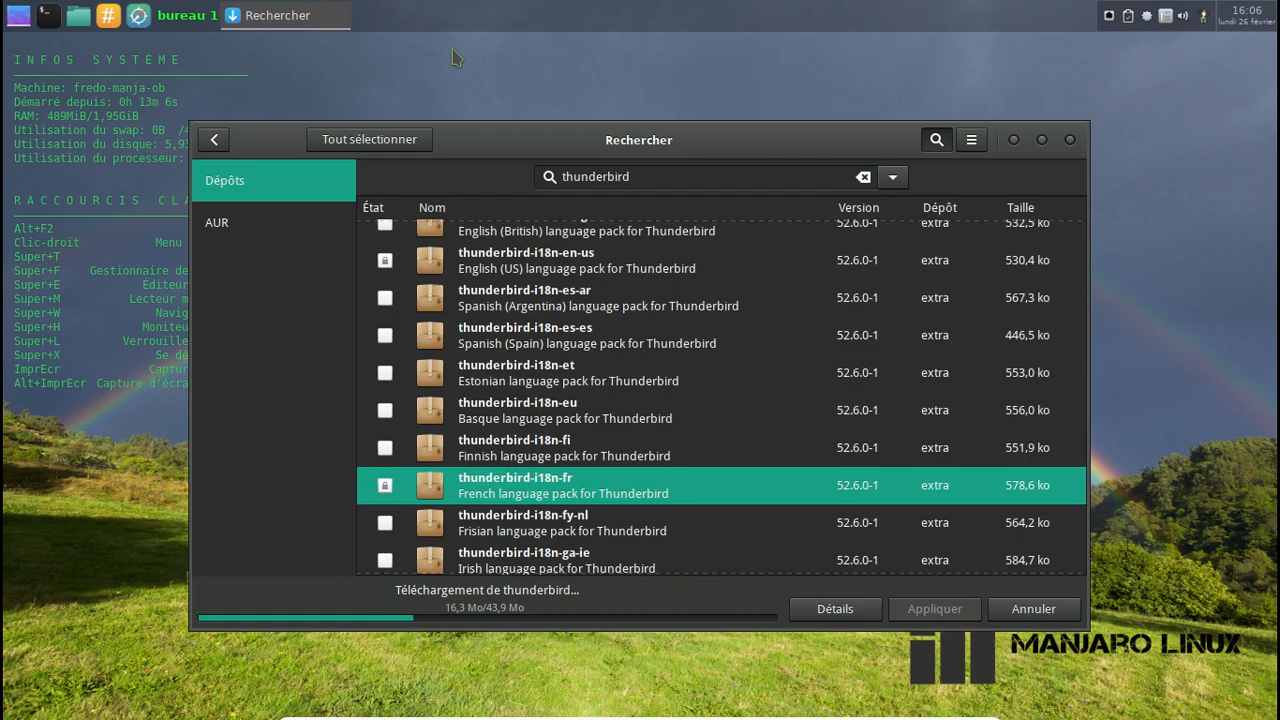 bureau 1
Rechercher
16:06
lundi 26 février
INFOS SYSTÈME
Machine: fredo-manja-ob
Démarré depuis: 0h 13m 6s
RAM: 489MiB/1,95GiB
Utilisation du swap: 0B /4
Utilisation du disque: 5,93
Utilisation du processeur:
RACCOURCIS CLA
Alt+F2
Clic-droit Menu
Super+T
Super+F Gestionnaire de
Super+E Éditeur
Super+M Lecteur m
Super+W Navig
Super+H Moniteu
Super+L Verrouille
Super+X Se dé
ImprEcr Captur
Alt+ImprEcr Capture d'écra
Tout sélectionner
Rechercher
Dépôts
AUR
thunderbird
État Nom Version Dépôt Taille
English (British) language pack for Thunderbird 52.6.0-1 extra 532,5 ko
thunderbird-i18n-en-us
English (US) language pack for Thunderbird 52.6.0-1 extra 530,4 ko
thunderbird-i18n-es-ar
Spanish (Argentina) language pack for Thunderbird 52.6.0-1 extra 567,3 ko
thunderbird-i18n-es-es
Spanish (Spain) language pack for Thunderbird 52.6.0-1 extra 446,5 ko
thunderbird-i18n-et
Estonian language pack for Thunderbird 52.6.0-1 extra 553,0 ko
thunderbird-i18n-eu
Basque language pack for Thunderbird 52.6.0-1 extra 556,0 ko
thunderbird-i18n-fi
Finnish language pack for Thunderbird 52.6.0-1 extra 551,9 ko
thunderbird-i18n-fr
French language pack for Thunderbird 52.6.0-1 extra 578,6 ko
thunderbird-i18n-fy-nl
Frisian language pack for Thunderbird 52.6.0-1 extra 564,2 ko
thunderbird-i18n-ga-ie
Irish language pack for Thunderbird 52.6.0-1 extra 584,7 ko
Téléchargement de thunderbird...
16,3 Mo/43,9 Mo
Détails
Appliquer
Annuler
MANJARO LINUX